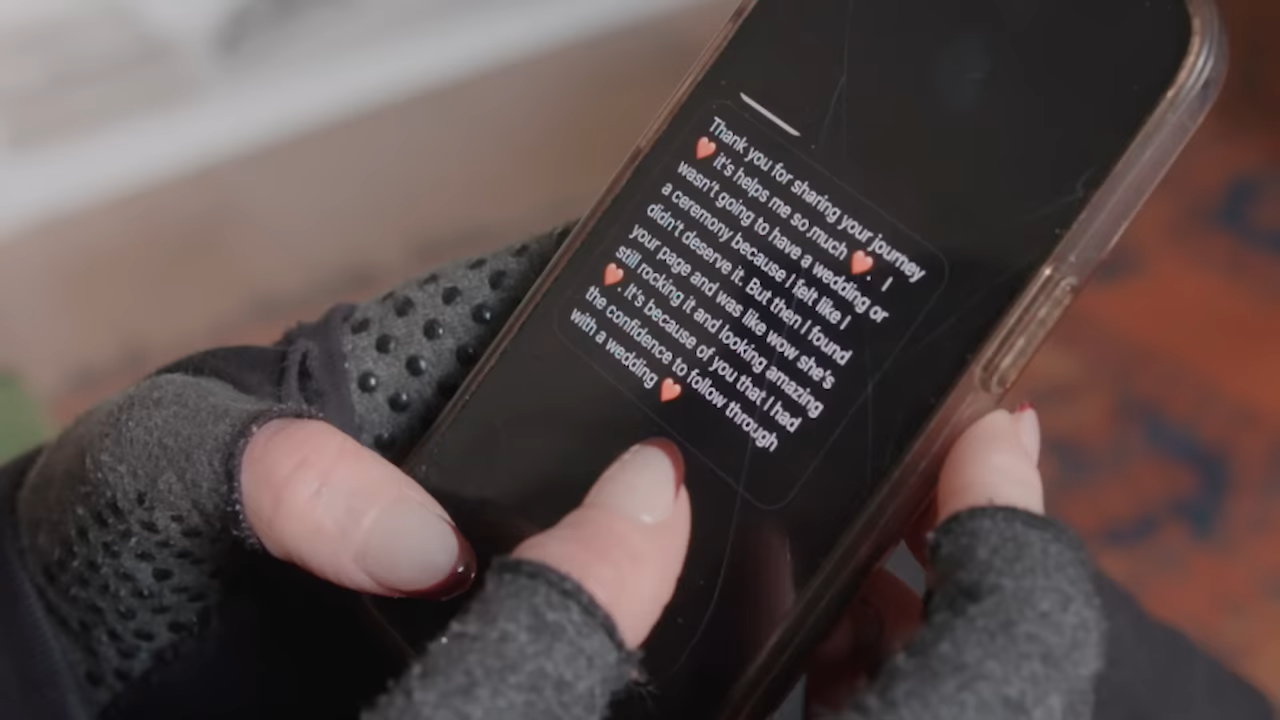 Thank you for sharing your journey
❤️ it's helps me so much ❤️. I
wasn't going to have a wedding or
a ceremony because I felt like I
didn't deserve it. But then I found
your page and was like wow she's
still rocking it and looking amazing
❤️. It's because of you that I had
the confidence to follow through
with a wedding ❤️